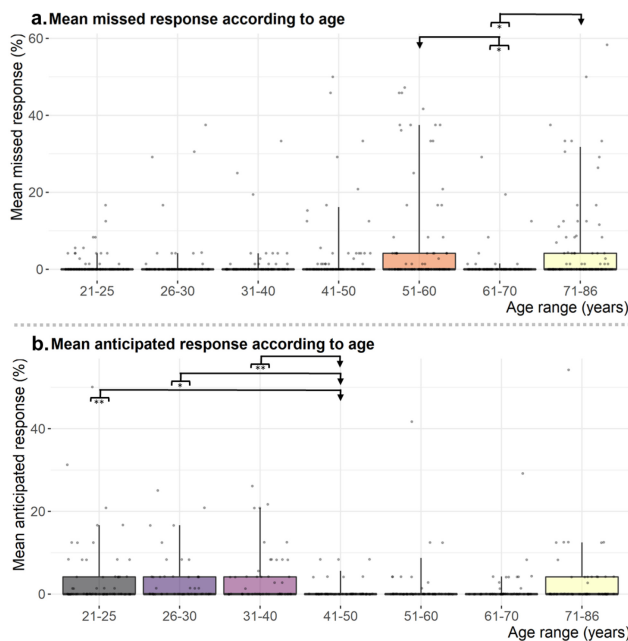 a. Mean missed response according to age
*
*
Mean missed response (%)
60
40
20
0
21-25 26-30 31-40 41-50 51-60 61-70 71-86
Age range (years)
b. Mean anticipated response according to age
**
*
**
Mean anticipated response (%)
40
20
0
21-25 26-30 31-40 41-50 51-60 61-70 71-86
Age range (years)